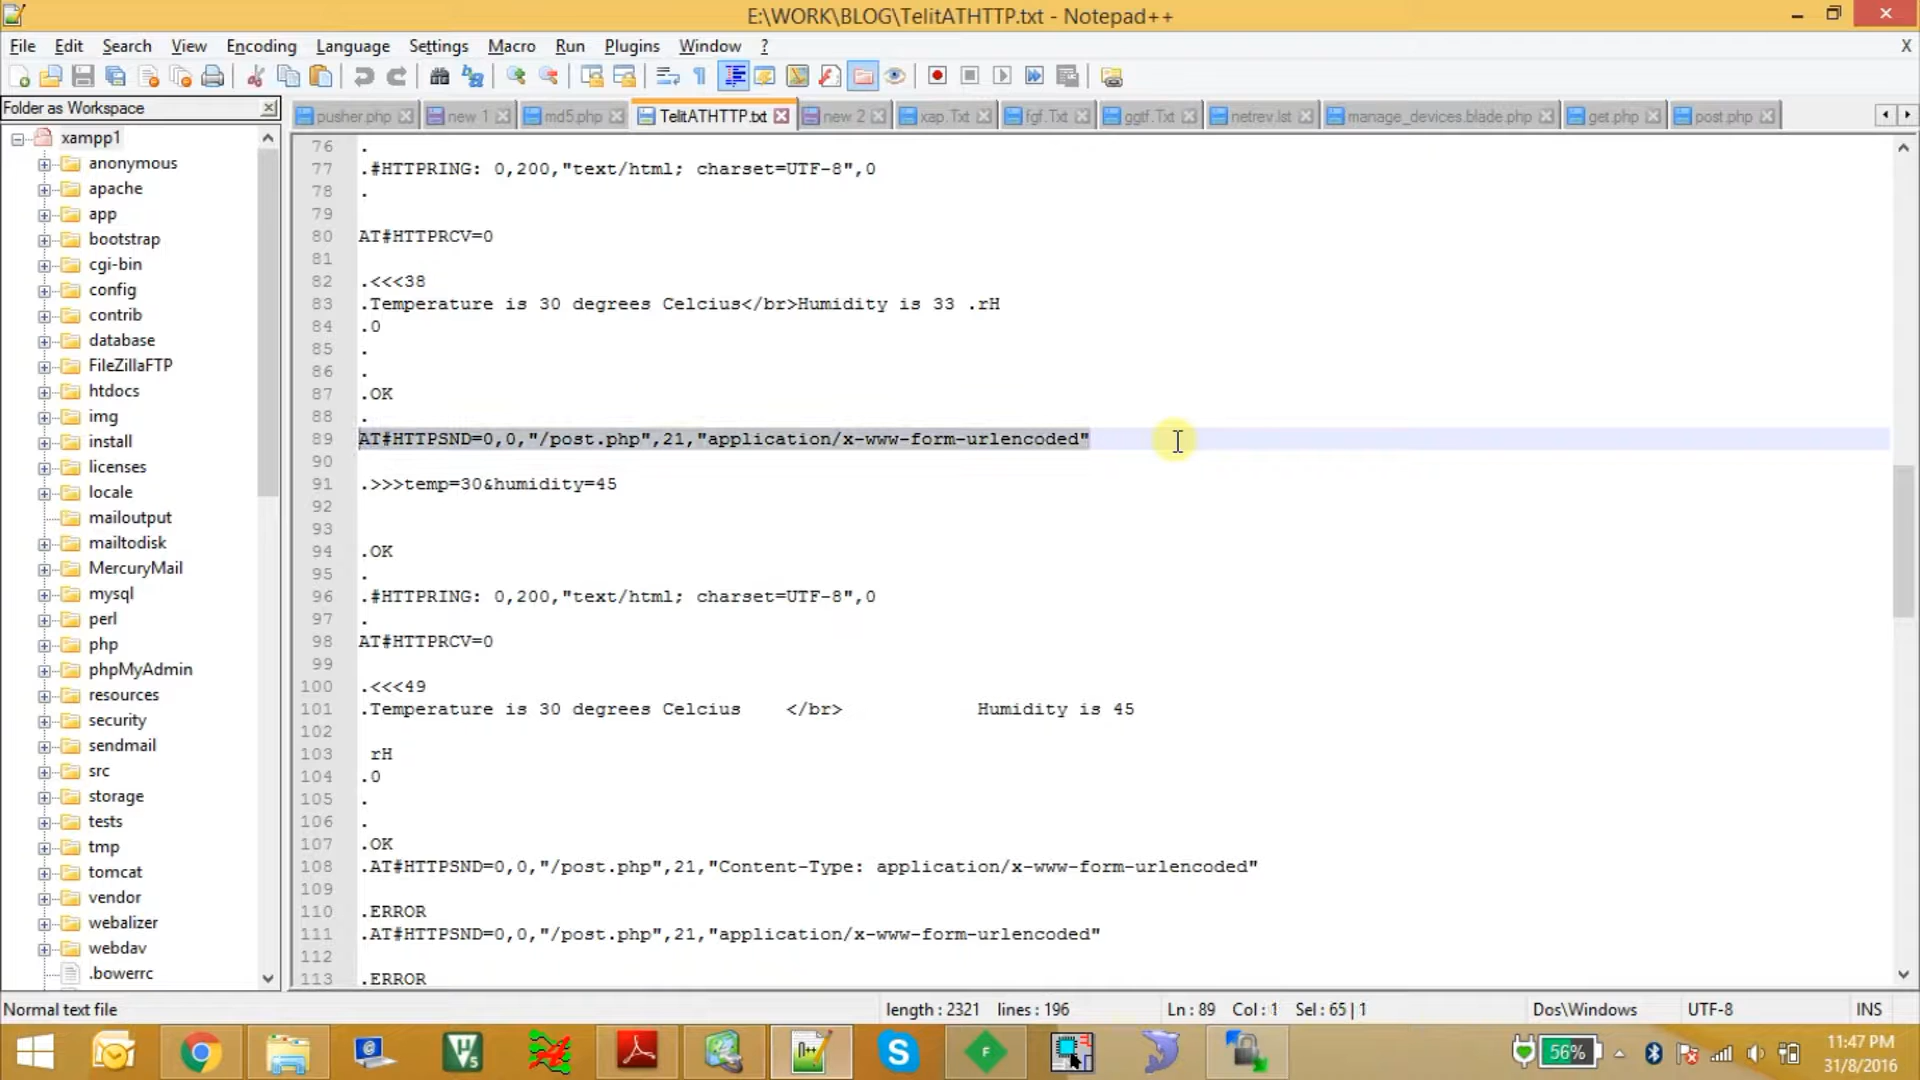 E:\WORK\BLOG\TelitATHTTP.txt - Notepad++
File Edit Search View Encoding Language Settings Macro Run Plugins Window ? X
Folder as Workspace
pusher.php new 1 md5.php TelitATHTTP.txt new 2 xap.Txt fgf.Txt ggtf.Txt netrev.lst manage_devices.blade.php get.php post.php
xampp1
anonymous
apache
app
bootstrap
cgi-bin
config
contrib
database
FileZillaFTP
htdocs
img
install
licenses
locale
mailoutput
mailtodisk
MercuryMail
mysql
perl
php
phpMyAdmin
resources
security
sendmail
src
storage
tests
tmp
tomcat
vendor
webalizer
webdav
.bowerrc
76 .
77 .#HTTPRING: 0,200,"text/html; charset=UTF-8",0
78 .
79
80 AT#HTTPRCV=0
81
82 .<<<38
83 .Temperature is 30 degrees Celcius</br>Humidity is 33 .rH
84 .0
85 .
86 .
87 .OK
88 .
89 AT#HTTPSND=0,0,"/post.php",21,"application/x-www-form-urlencoded"
90
91 .>>>temp=30&humidity=45
92
93
94 .OK
95 .
96 .#HTTPRING: 0,200,"text/html; charset=UTF-8",0
97 .
98 AT#HTTPRCV=0
99
100 .<<<49
101 .Temperature is 30 degrees Celcius </br> Humidity is 45
102
103 rH
104 .0
105 .
106 .
107 .OK
108 .AT#HTTPSND=0,0,"/post.php",21,"Content-Type: application/x-www-form-urlencoded"
109
110 .ERROR
111 .AT#HTTPSND=0,0,"/post.php",21,"application/x-www-form-urlencoded"
112
113 .ERROR
Normal text file length : 2321 lines : 196 Ln : 89 Col : 1 Sel : 65 | 1 Dos\Windows UTF-8 INS
56% 11:47 PM
31/8/2016